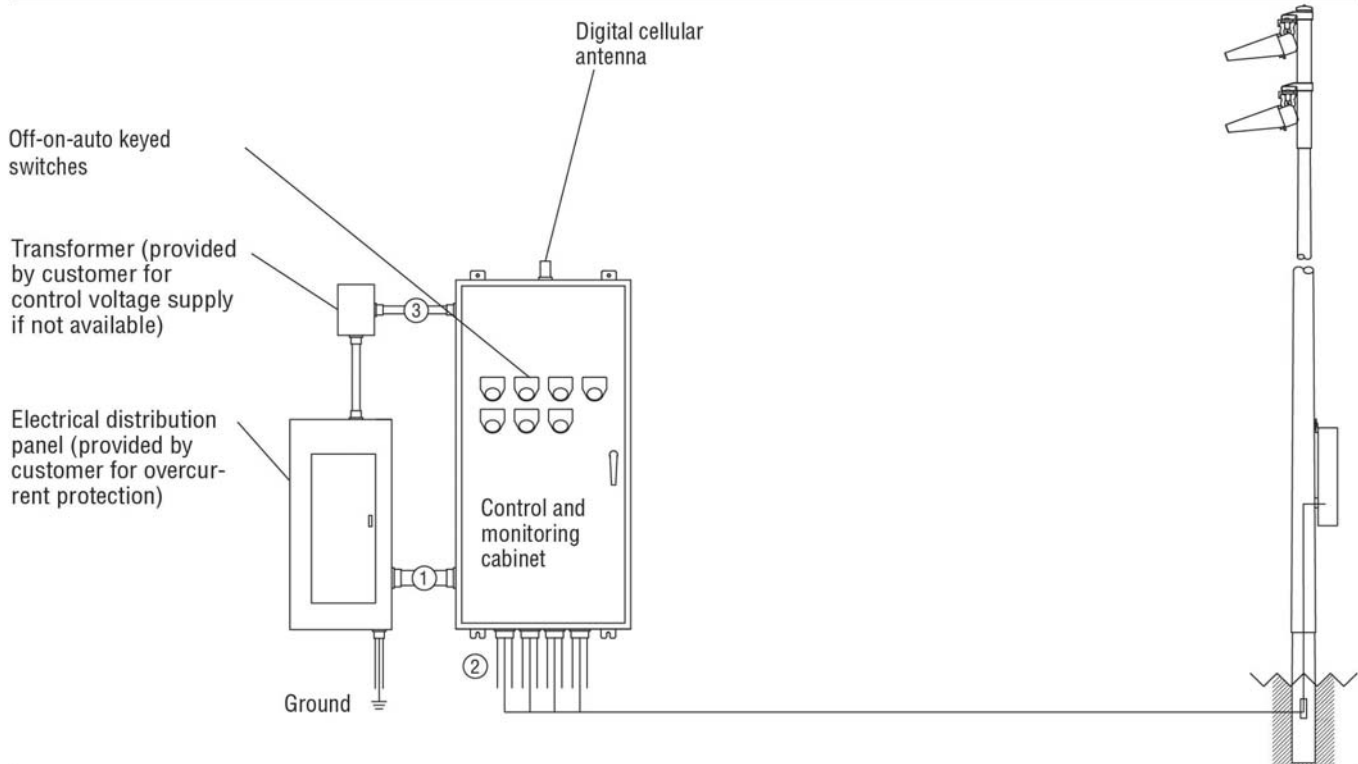 Digital cellular
antenna
Off-on-auto keyed
switches
Transformer (provided
by customer for
control voltage supply
if not available)
3
Electrical distribution
panel (provided by
customer for overcur-
rent protection)
Control and
monitoring
cabinet
1
2
Ground